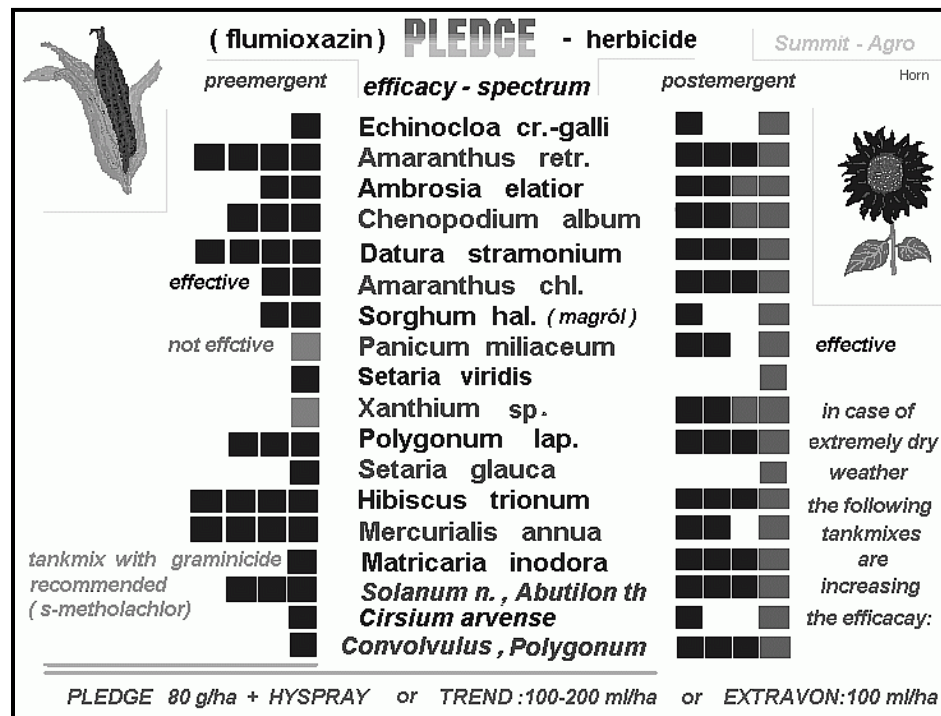 ( flumioxazin ) PLEDGE - herbicide
Summit - Agro
Horn
preemergent
efficacy - spectrum
postemergent
Echinocloa cr.-galli
Amaranthus retr.
Ambrosia elatior
Chenopodium album
Datura stramonium
effective
Amaranthus chl.
Sorghum hal. ( magról )
not effctive
Panicum miliaceum
effective
Setaria viridis
Xanthium sp.
in case of
Polygonum lap.
extremely dry
Setaria glauca
weather
Hibiscus trionum
the following
Mercurialis annua
tankmixes
tankmix with graminicide
Matricaria inodora
are
recommended
Solanum n. , Abutilon th
increasing
( s-metholachlor)
Cirsium arvense
the efficacay:
Convolvulus , Polygonum
PLEDGE 80 g/ha + HYSPRAY or TREND :100-200 ml/ha or EXTRAVON:100 ml/ha